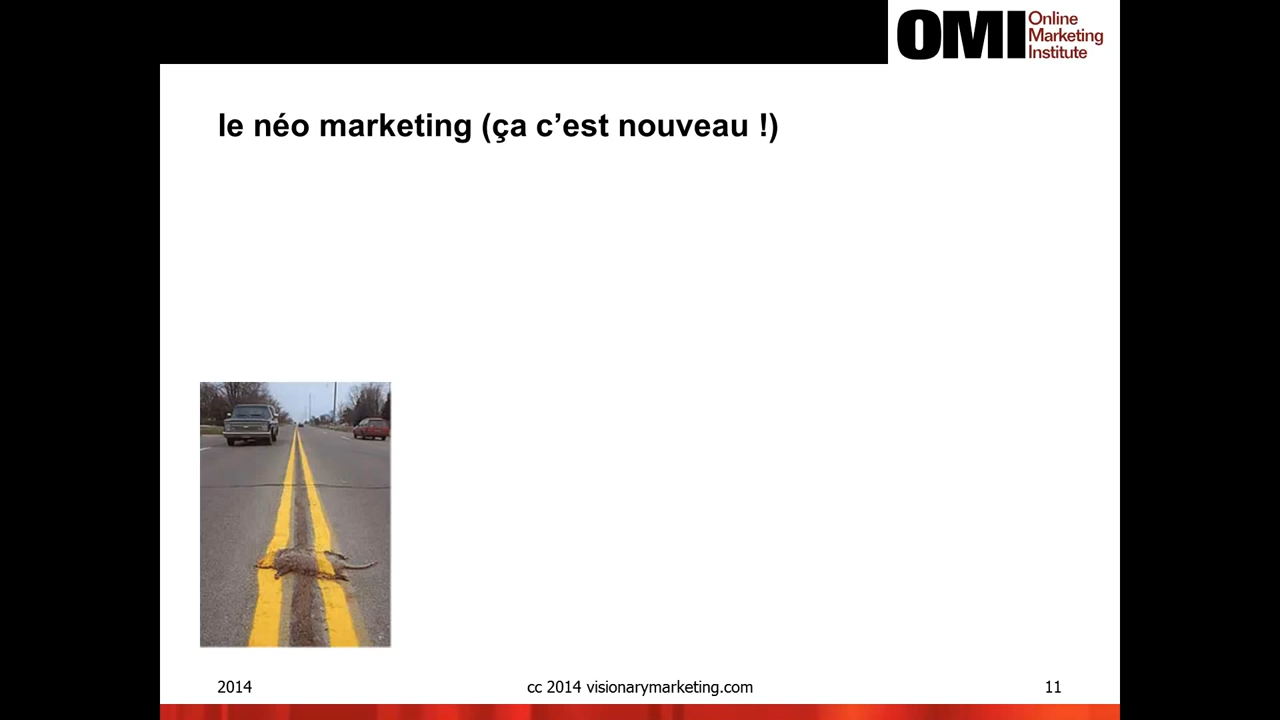 OMI
Online
Marketing
Institute
le néo marketing (ça c’est nouveau !)
2014
cc 2014 visionarymarketing.com
11